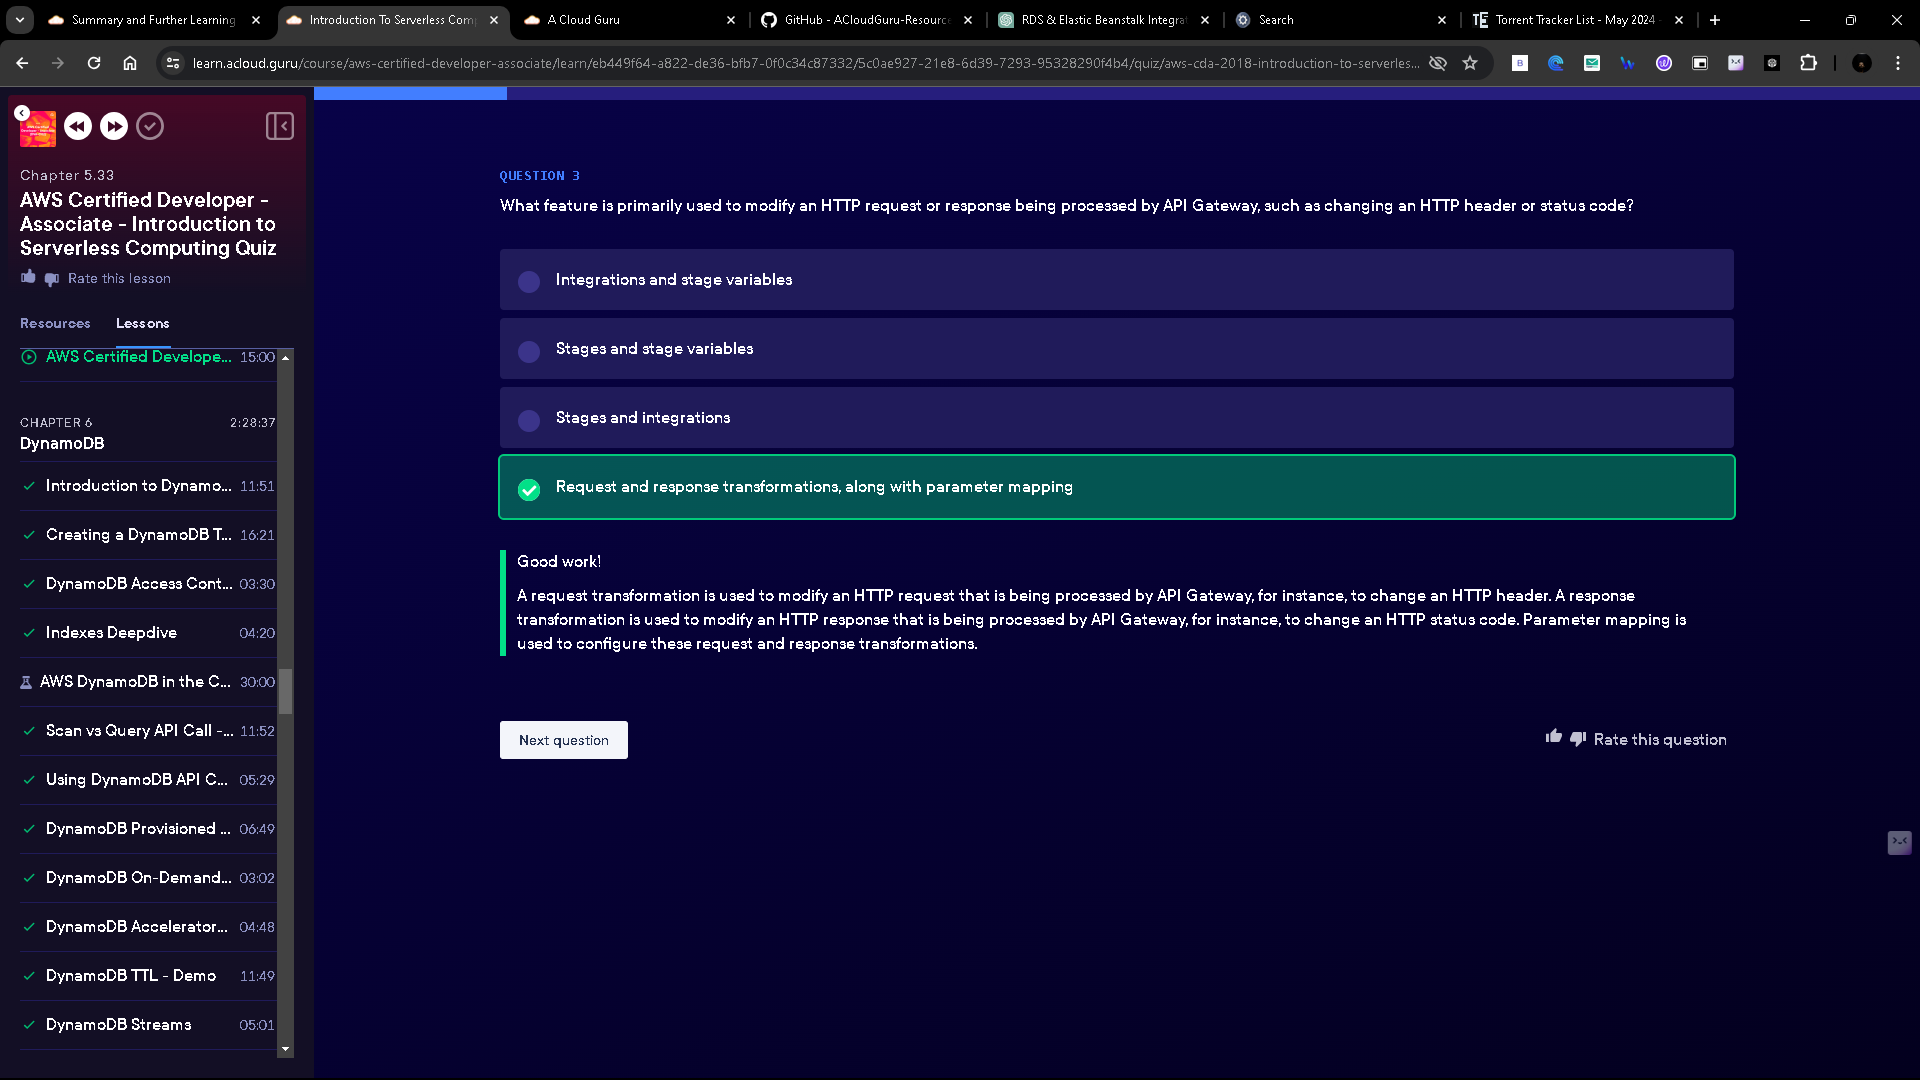 Summary and Further Learning
Introduction To Serverless Com
A Cloud Guru
GitHub - ACloudGuru-Resource
RDS & Elastic Beanstalk Integra
Search
Torrent Tracker List - May 2024
learn.acloud.guru/course/aws-certified-developer-associate/learn/eb449f64-a822-de36-bfb7-0f0c34c87332/5c0ae927-21e8-6d39-7293-95328290f4b4/quiz/aws-cda-2018-introduction-to-serverles...
Chapter 5.33
AWS Certified Developer -
Associate - Introduction to
Serverless Computing Quiz
Rate this lesson
Resources
Lessons
AWS Certified Develope... 15:00
CHAPTER 6 2:28:37
DynamoDB
Introduction to Dynamo... 11:51
Creating a DynamoDB T... 16:21
DynamoDB Access Cont... 03:30
Indexes Deepdive 04:20
AWS DynamoDB in the C... 30:00
Scan vs Query API Call -... 11:52
Using DynamoDB API C... 05:29
DynamoDB Provisioned ... 06:49
DynamoDB On-Demand... 03:02
DynamoDB Accelerator... 04:48
DynamoDB TTL - Demo 11:49
DynamoDB Streams 05:01
QUESTION 3
What feature is primarily used to modify an HTTP request or response being processed by API Gateway, such as changing an HTTP header or status code?
Integrations and stage variables
Stages and stage variables
Stages and integrations
Request and response transformations, along with parameter mapping
Good work!
A request transformation is used to modify an HTTP request that is being processed by API Gateway, for instance, to change an HTTP header. A response
transformation is used to modify an HTTP response that is being processed by API Gateway, for instance, to change an HTTP status code. Parameter mapping is
used to configure these request and response transformations.
Next question
Rate this question